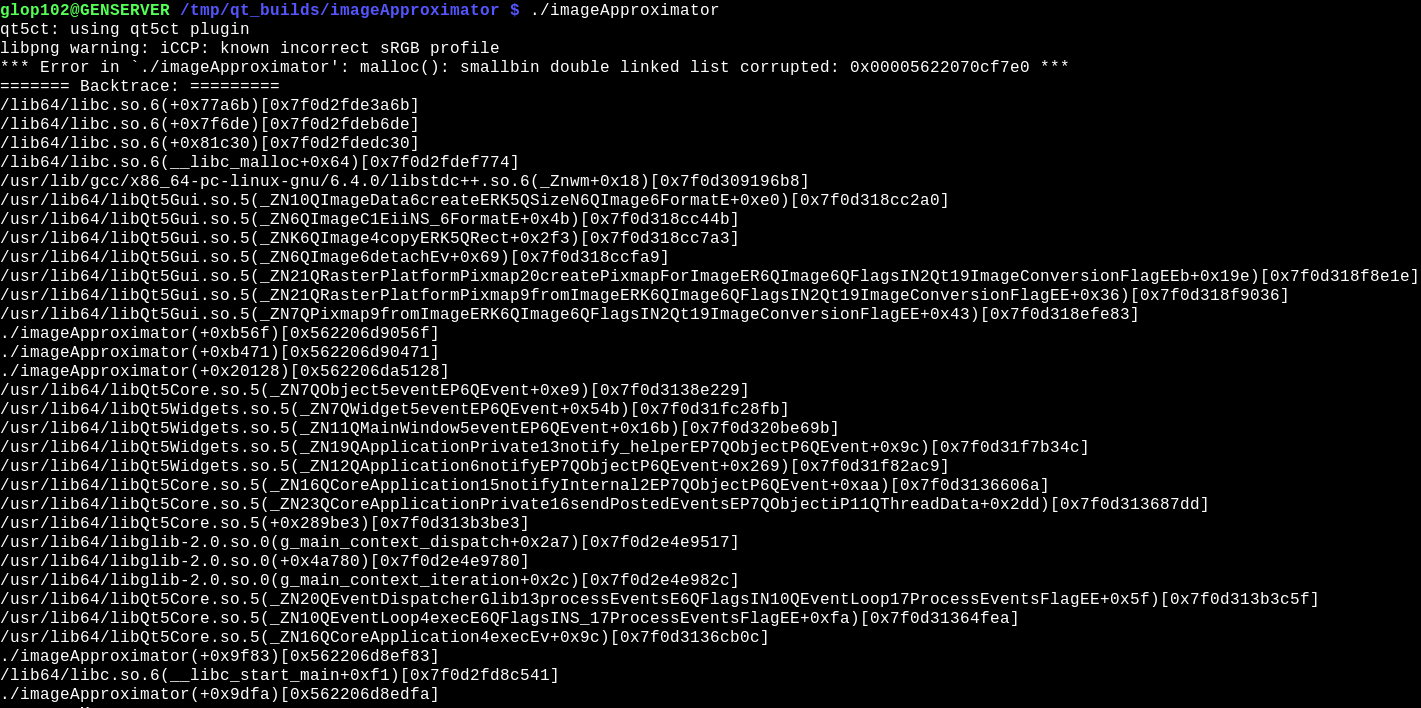 glop102@GENSERVER /tmp/qt_builds/imageApproximator $ ./imageApproximator
qt5ct: using qt5ct plugin
libpng warning: iCCP: known incorrect sRGB profile
*** Error in `./imageApproximator': malloc(): smallbin double linked list corrupted: 0x00005622070cf7e0 ***
======= Backtrace: =========
/lib64/libc.so.6(+0x77a6b)[0x7f0d2fde3a6b]
/lib64/libc.so.6(+0x7f6de)[0x7f0d2fdeb6de]
/lib64/libc.so.6(+0x81c30)[0x7f0d2fdedc30]
/lib64/libc.so.6(__libc_malloc+0x64)[0x7f0d2fdef774]
/usr/lib/gcc/x86_64-pc-linux-gnu/6.4.0/libstdc++.so.6(_Znwm+0x18)[0x7f0d309196b8]
/usr/lib64/libQt5Gui.so.5(_ZN10QImageData6createERK5QSizeN6QImage6FormatE+0xe0)[0x7f0d318cc2a0]
/usr/lib64/libQt5Gui.so.5(_ZN6QImageC1EiiNS_6FormatE+0x4b)[0x7f0d318cc44b]
/usr/lib64/libQt5Gui.so.5(_ZNK6QImage4copyERK5QRect+0x2f3)[0x7f0d318cc7a3]
/usr/lib64/libQt5Gui.so.5(_ZN6QImage6detachEv+0x69)[0x7f0d318ccfa9]
/usr/lib64/libQt5Gui.so.5(_ZN21QRasterPlatformPixmap20createPixmapForImageER6QImage6QFlagsIN2Qt19ImageConversionFlagEEb+0x19e)[0x7f0d318f8e1e]
/usr/lib64/libQt5Gui.so.5(_ZN21QRasterPlatformPixmap9fromImageERK6QImage6QFlagsIN2Qt19ImageConversionFlagEE+0x36)[0x7f0d318f9036]
/usr/lib64/libQt5Gui.so.5(_ZN7QPixmap9fromImageERK6QImage6QFlagsIN2Qt19ImageConversionFlagEE+0x43)[0x7f0d318efe83]
./imageApproximator(+0xb56f)[0x562206d9056f]
./imageApproximator(+0xb471)[0x562206d90471]
./imageApproximator(+0x20128)[0x562206da5128]
/usr/lib64/libQt5Core.so.5(_ZN7QObject5eventEP6QEvent+0xe9)[0x7f0d3138e229]
/usr/lib64/libQt5Widgets.so.5(_ZN7QWidget5eventEP6QEvent+0x54b)[0x7f0d31fc28fb]
/usr/lib64/libQt5Widgets.so.5(_ZN11QMainWindow5eventEP6QEvent+0x16b)[0x7f0d320be69b]
/usr/lib64/libQt5Widgets.so.5(_ZN19QApplicationPrivate13notify_helperEP7QObjectP6QEvent+0x9c)[0x7f0d31f7b34c]
/usr/lib64/libQt5Widgets.so.5(_ZN12QApplication6notifyEP7QObjectP6QEvent+0x269)[0x7f0d31f82ac9]
/usr/lib64/libQt5Core.so.5(_ZN16QCoreApplication15notifyInternal2EP7QObjectP6QEvent+0xaa)[0x7f0d3136606a]
/usr/lib64/libQt5Core.so.5(_ZN23QCoreApplicationPrivate16sendPostedEventsEP7QObjectiP11QThreadData+0x2dd)[0x7f0d313687dd]
/usr/lib64/libQt5Core.so.5(+0x289be3)[0x7f0d313b3be3]
/usr/lib64/libglib-2.0.so.0(g_main_context_dispatch+0x2a7)[0x7f0d2e4e9517]
/usr/lib64/libglib-2.0.so.0(+0x4a780)[0x7f0d2e4e9780]
/usr/lib64/libglib-2.0.so.0(g_main_context_iteration+0x2c)[0x7f0d2e4e982c]
/usr/lib64/libQt5Core.so.5(_ZN20QEventDispatcherGlib13processEventsE6QFlagsIN10QEventLoop17ProcessEventsFlagEE+0x5f)[0x7f0d313b3c5f]
/usr/lib64/libQt5Core.so.5(_ZN10QEventLoop4execE6QFlagsINS_17ProcessEventsFlagEE+0xfa)[0x7f0d31364fea]
/usr/lib64/libQt5Core.so.5(_ZN16QCoreApplication4execEv+0x9c)[0x7f0d3136cb0c]
./imageApproximator(+0x9f83)[0x562206d8ef83]
/lib64/libc.so.6(__libc_start_main+0xf1)[0x7f0d2fd8c541]
./imageApproximator(+0x9dfa)[0x562206d8edfa]